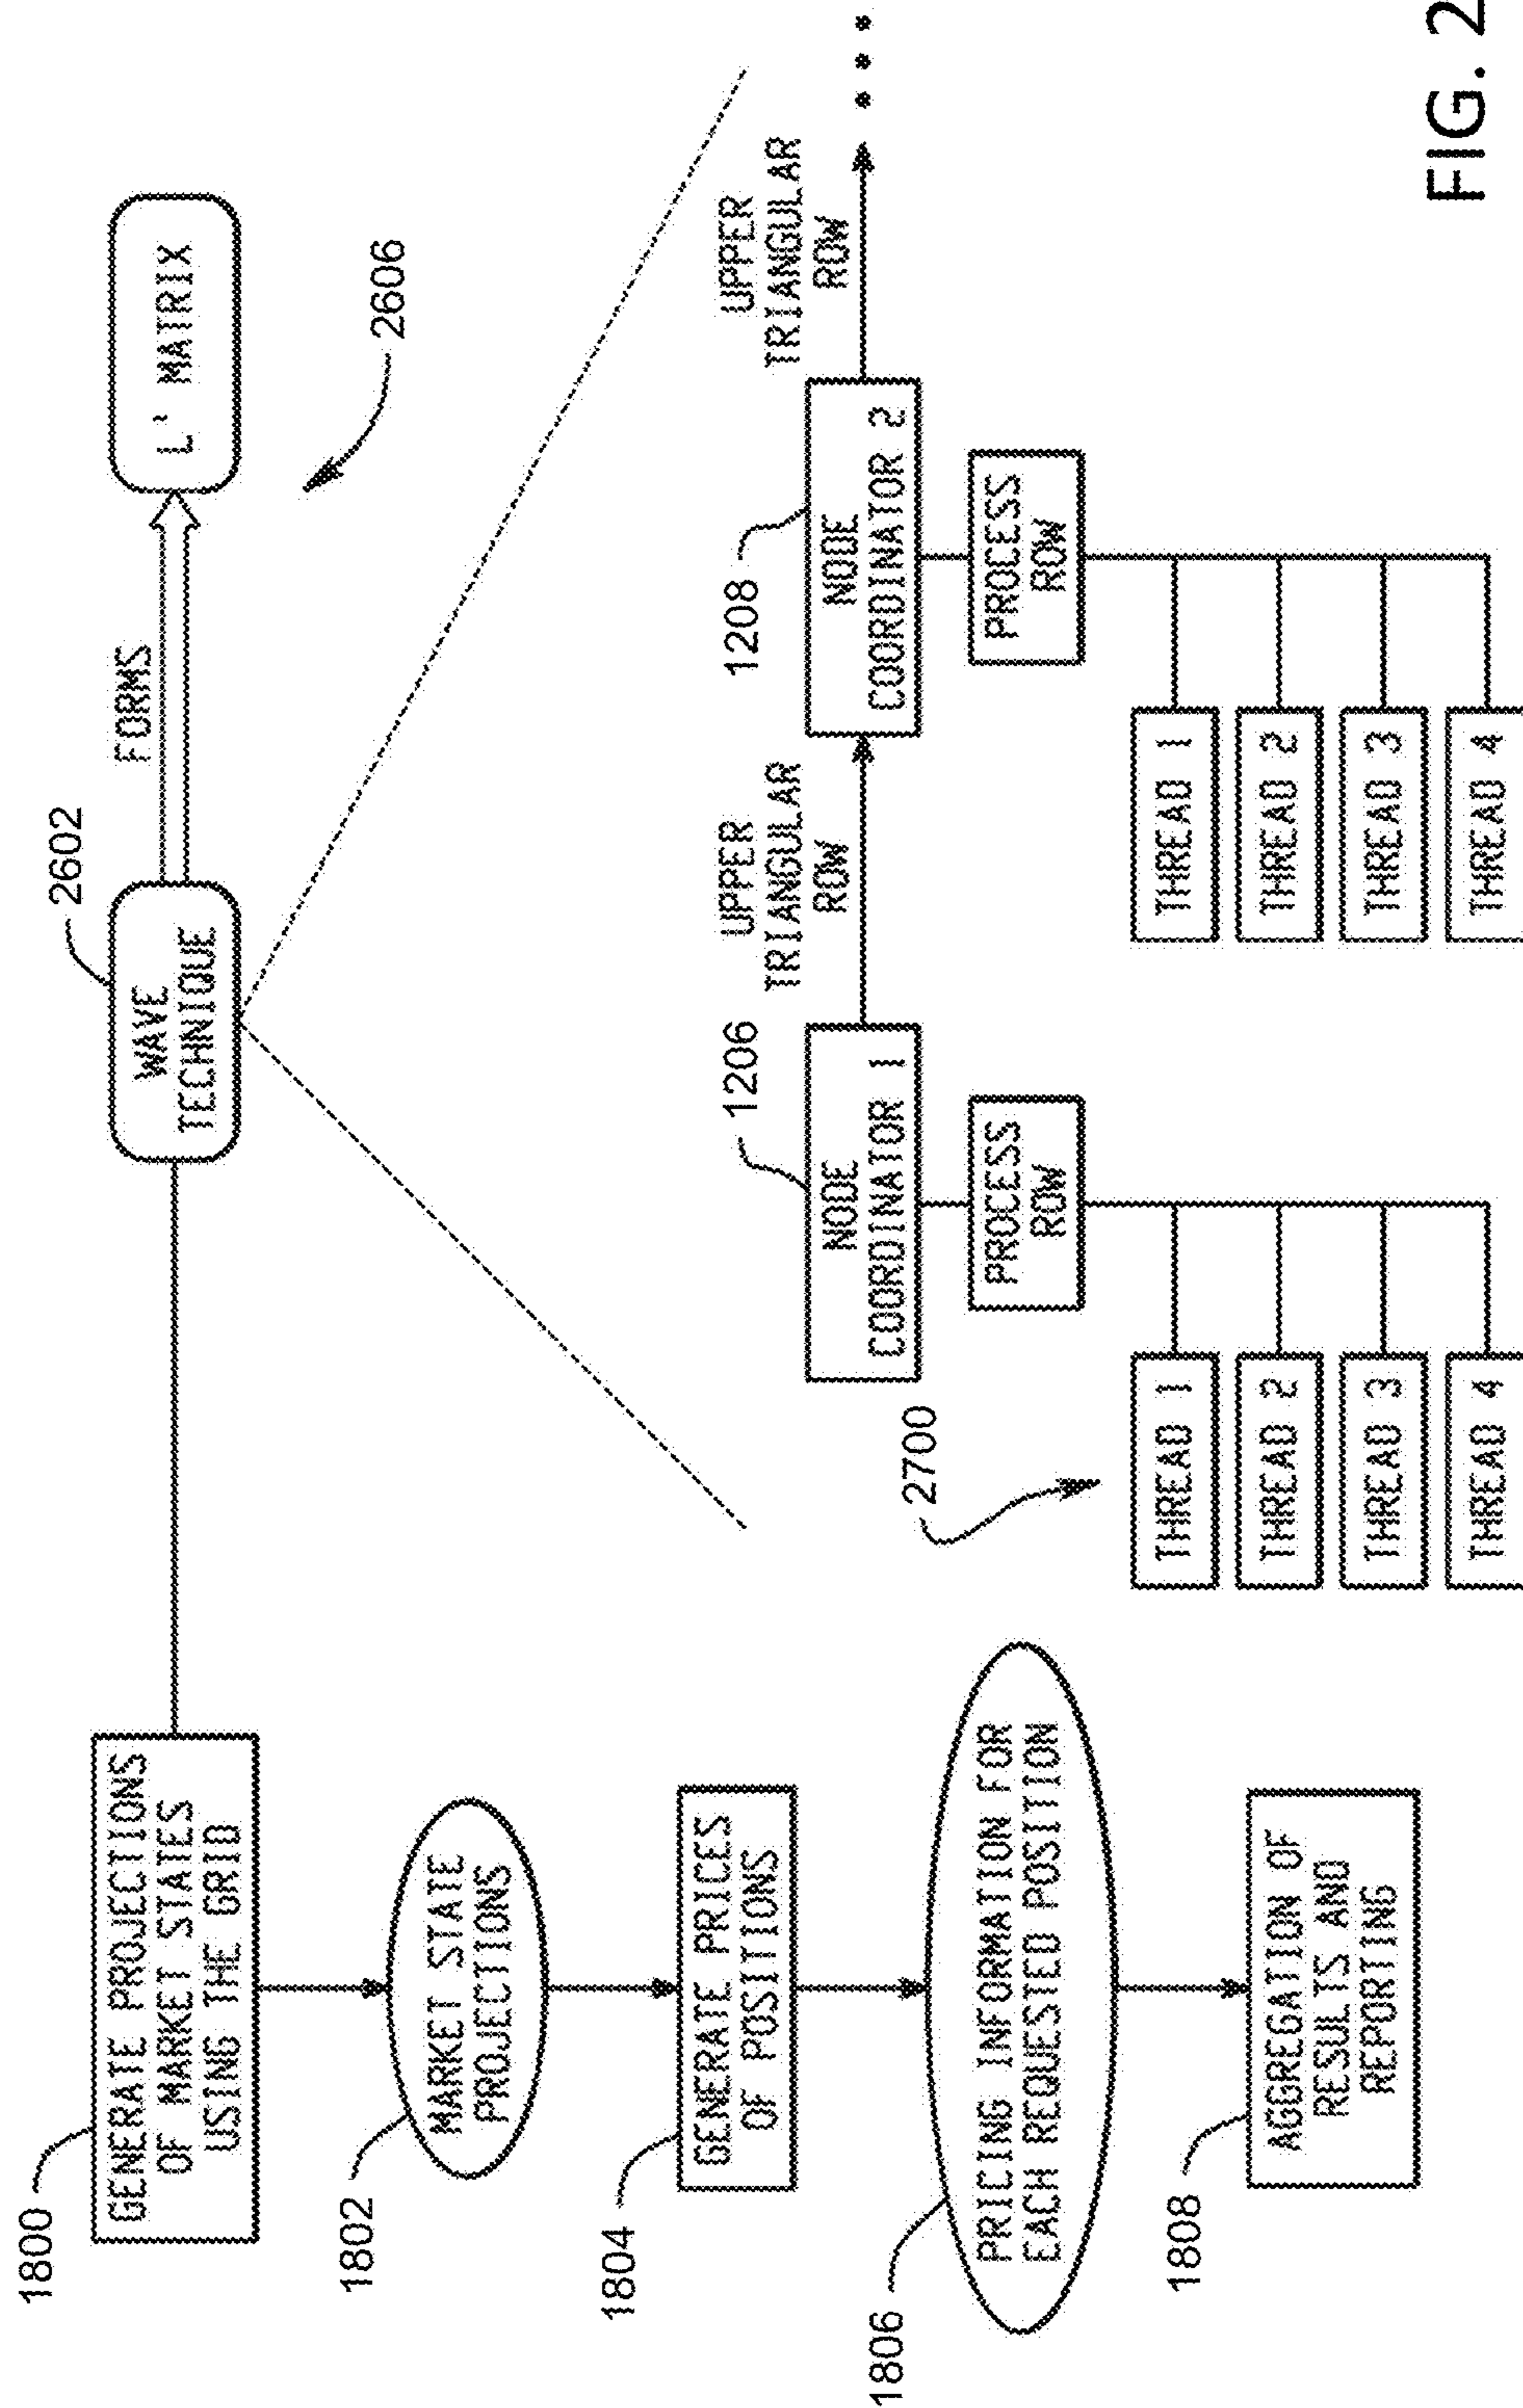 1800
GENERATE PROJECTIONS
OF MARKET STATES
USING THE GRID
1802
MARKET STATE
PROJECTIONS
1804
GENERATE PRICES
OF POSITIONS
1806
PRICING INFORMATION FOR
EACH REQUESTED POSITION
1808
AGGREGATION OF
RESULTS AND
REPORTING
2602
WAVE
TECHNIQUE
FORMS
L' MATRIX
2606
1206
NODE
COORDINATOR 1
UPPER
TRIANGULAR
ROW
1208
NODE
COORDINATOR 2
UPPER
TRIANGULAR
ROW
PROCESS
ROW
PROCESS
ROW
2700
THREAD 1
THREAD 2
THREAD 3
THREAD 4
THREAD 1
THREAD 2
THREAD 3
THREAD 4
FIG. 2